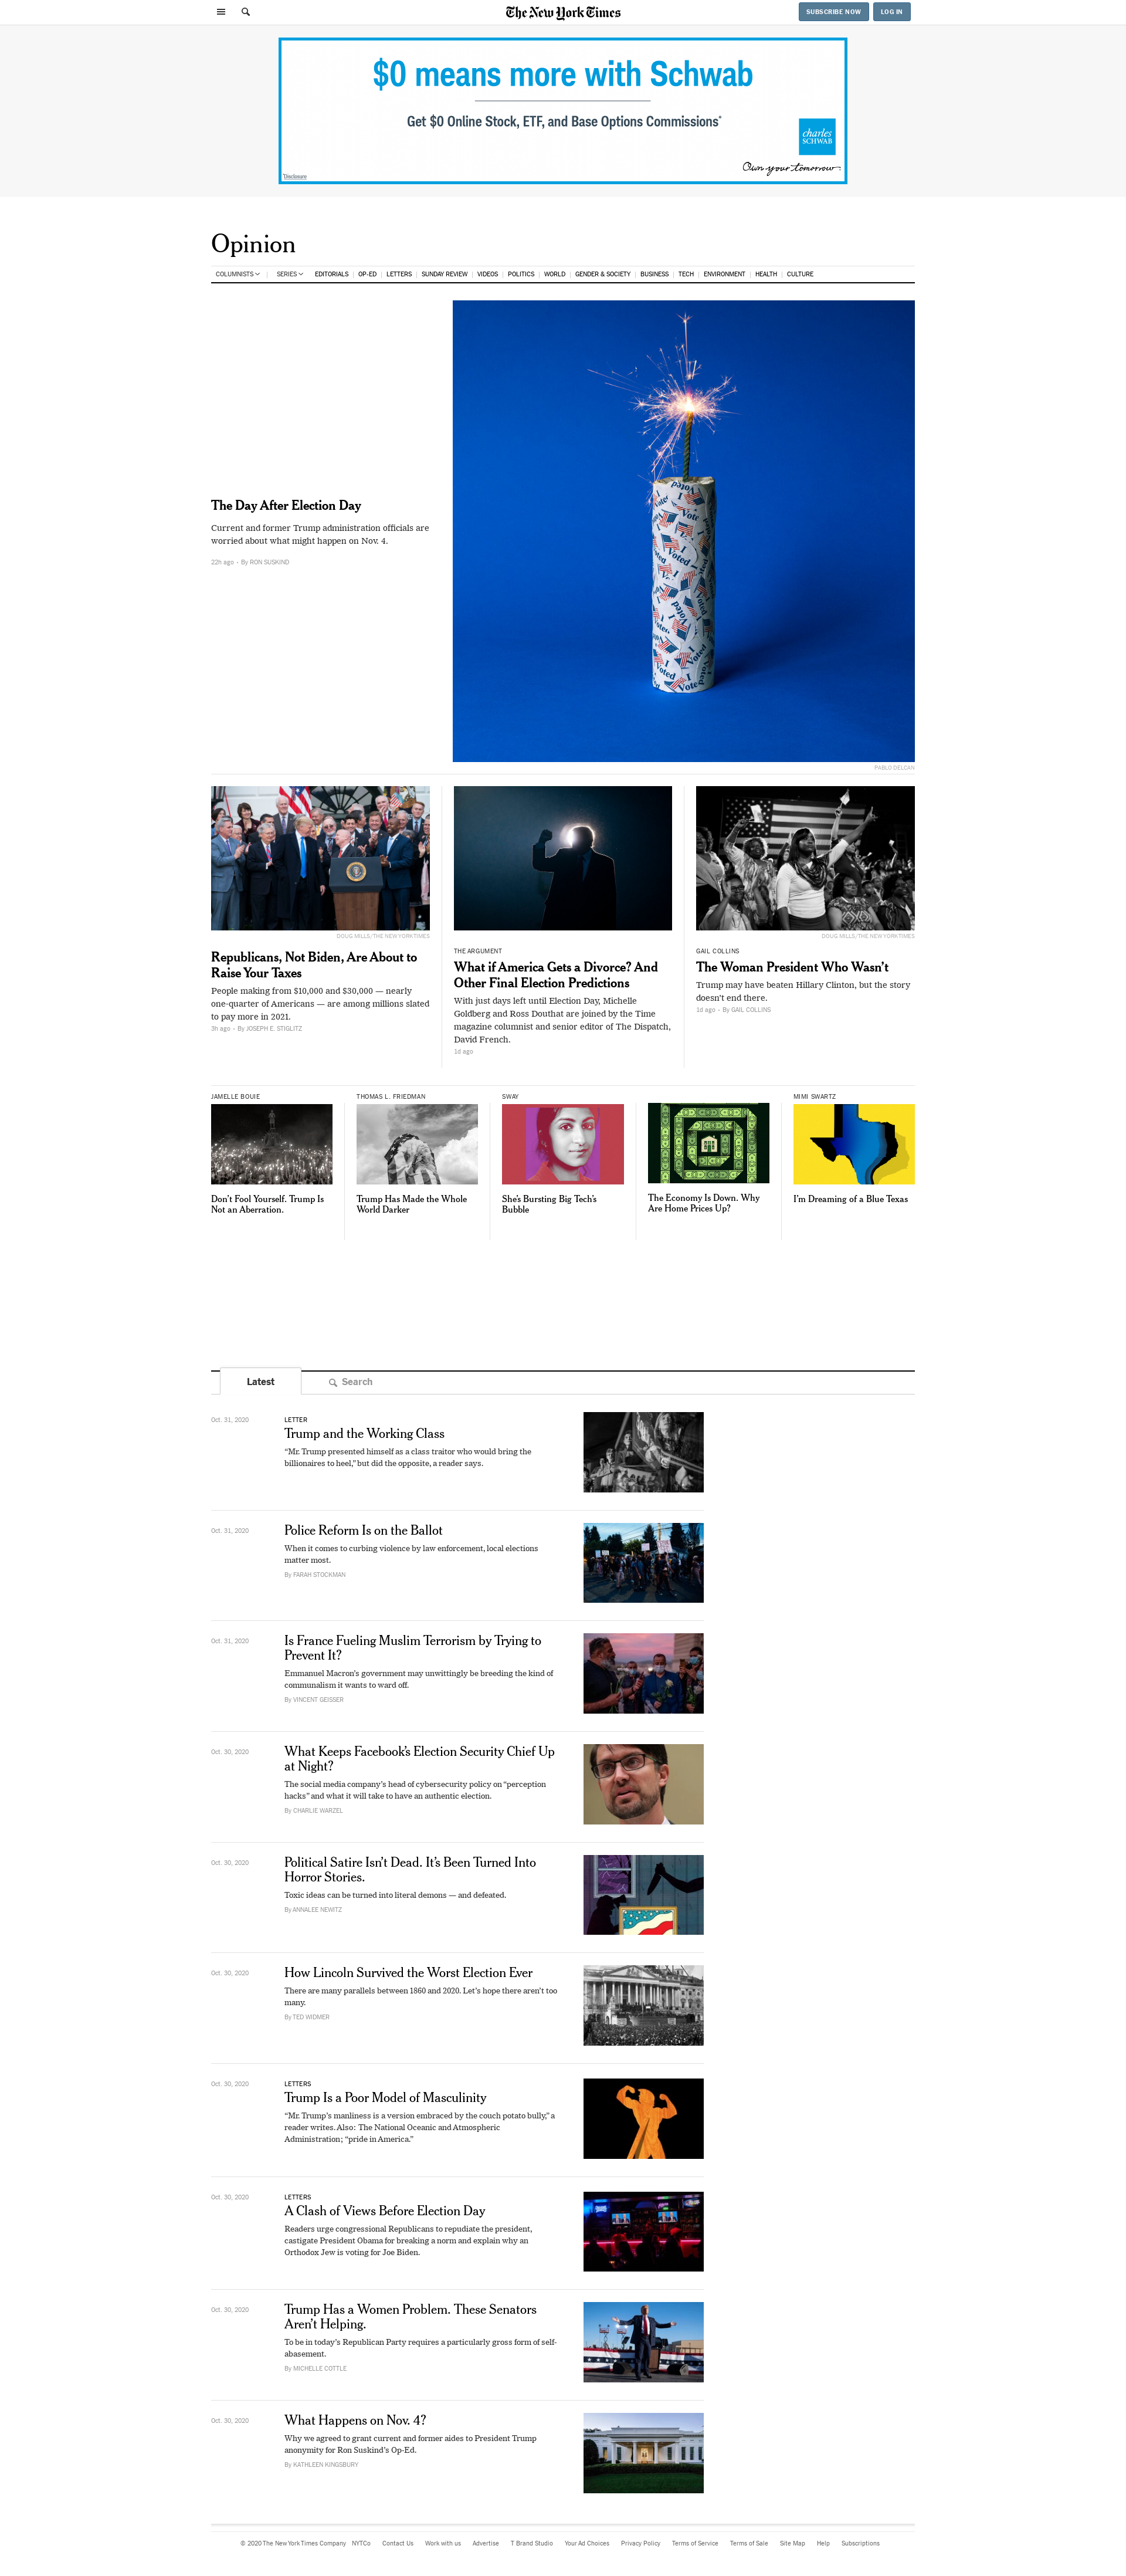 The New York Times
SUBSCRIBE NOW
LOG IN
$0 means more with Schwab
Get $0 Online Stock, ETF, and Base Options Commissions*
charles
SCHWAB
Own your tomorrow
Disclosure
Opinion
COLUMNISTS
SERIES
EDITORIALS
OP-ED
LETTERS
SUNDAY REVIEW
VIDEOS
POLITICS
WORLD
GENDER & SOCIETY
BUSINESS
TECH
ENVIRONMENT
HEALTH
CULTURE
The Day After Election Day
Current and former Trump administration officials are
worried about what might happen on Nov. 4.
22h ago • By RON SUSKIND
I Voted
PABLO DELCAN
DOUG MILLS/THE NEW YORK TIMES
Republicans, Not Biden, Are About to
Raise Your Taxes
People making from $10,000 and $30,000 — nearly
one-quarter of Americans — are among millions slated
to pay more in 2021.
3h ago • By JOSEPH E. STIGLITZ
THE ARGUMENT
What if America Gets a Divorce? And
Other Final Election Predictions
With just days left until Election Day, Michelle
Goldberg and Ross Douthat are joined by the Time
magazine columnist and senior editor of The Dispatch,
David French.
1d ago
DOUG MILLS/THE NEW YORK TIMES
GAIL COLLINS
The Woman President Who Wasn’t
Trump may have beaten Hillary Clinton, but the story
doesn’t end there.
1d ago • By GAIL COLLINS
JAMELLE BOUIE
Don’t Fool Yourself. Trump Is
Not an Aberration.
THOMAS L. FRIEDMAN
Trump Has Made the Whole
World Darker
SWAY
She’s Bursting Big Tech’s
Bubble
The Economy Is Down. Why
Are Home Prices Up?
MIMI SWARTZ
I’m Dreaming of a Blue Texas
Latest
Search
Oct. 31, 2020
LETTER
Trump and the Working Class
“Mr. Trump presented himself as a class traitor who would bring the
billionaires to heel,” but did the opposite, a reader says.
Oct. 31, 2020
Police Reform Is on the Ballot
When it comes to curbing violence by law enforcement, local elections
matter most.
By FARAH STOCKMAN
Oct. 31, 2020
Is France Fueling Muslim Terrorism by Trying to
Prevent It?
Emmanuel Macron’s government may unwittingly be breeding the kind of
communalism it wants to ward off.
By VINCENT GEISSER
Oct. 30, 2020
What Keeps Facebook’s Election Security Chief Up
at Night?
The social media company’s head of cybersecurity policy on “perception
hacks” and what it will take to have an authentic election.
By CHARLIE WARZEL
Oct. 30, 2020
Political Satire Isn’t Dead. It’s Been Turned Into
Horror Stories.
Toxic ideas can be turned into literal demons — and defeated.
By ANNALEE NEWITZ
Oct. 30, 2020
How Lincoln Survived the Worst Election Ever
There are many parallels between 1860 and 2020. Let’s hope there aren’t too
many.
By TED WIDMER
Oct. 30, 2020
LETTERS
Trump Is a Poor Model of Masculinity
“Mr. Trump’s manliness is a version embraced by the couch potato bully,” a
reader writes. Also: The National Oceanic and Atmospheric
Administration; “pride in America.”
Oct. 30, 2020
LETTERS
A Clash of Views Before Election Day
Readers urge congressional Republicans to repudiate the president,
castigate President Obama for breaking a norm and explain why an
Orthodox Jew is voting for Joe Biden.
Oct. 30, 2020
Trump Has a Women Problem. These Senators
Aren’t Helping.
To be in today’s Republican Party requires a particularly gross form of self-
abasement.
By MICHELLE COTTLE
Oct. 30, 2020
What Happens on Nov. 4?
Why we agreed to grant current and former aides to President Trump
anonymity for Ron Suskind’s Op-Ed.
By KATHLEEN KINGSBURY
© 2020 The New York Times Company
NYTCo
Contact Us
Work with us
Advertise
T Brand Studio
Your Ad Choices
Privacy Policy
Terms of Service
Terms of Sale
Site Map
Help
Subscriptions